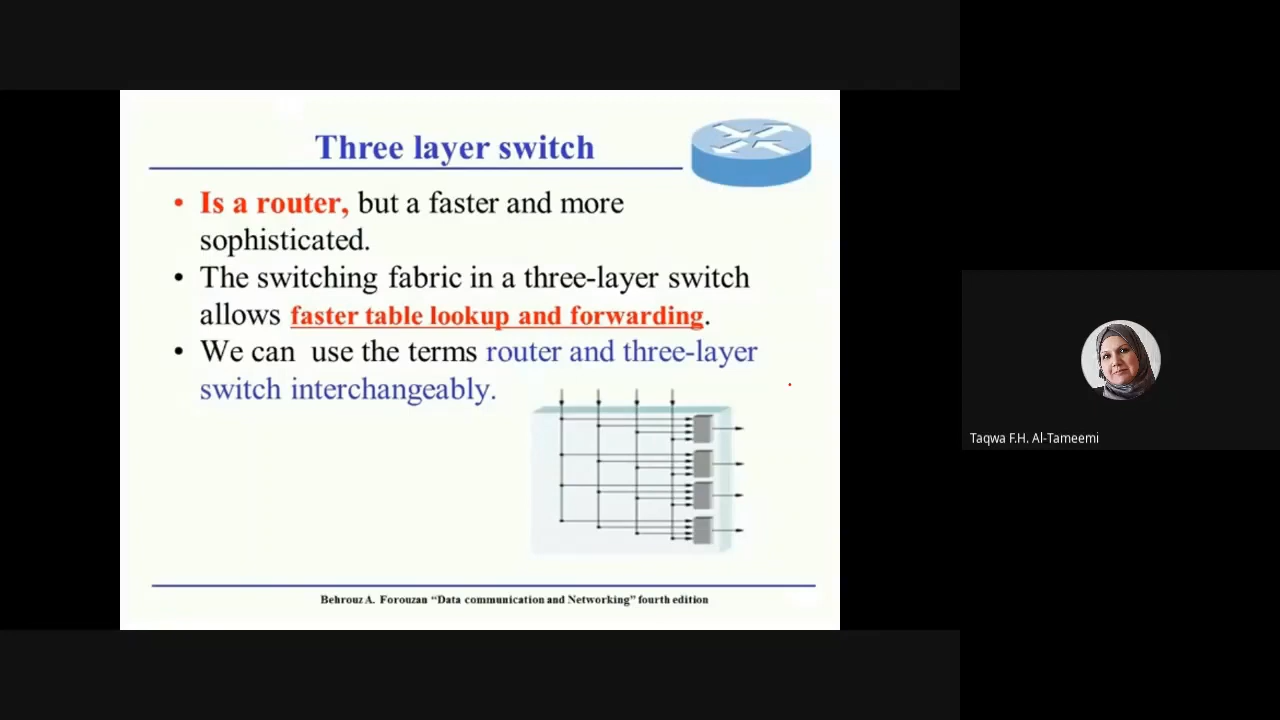 Three layer switch
• Is a router, but a faster and more
sophisticated.
• The switching fabric in a three-layer switch
allows faster table lookup and forwarding.
• We can use the terms router and three-layer
switch intercheably.
Behrouz A. Forouzan “Data communication and Networking” fourth edition
Taqwa F.H. Al-Tameemi